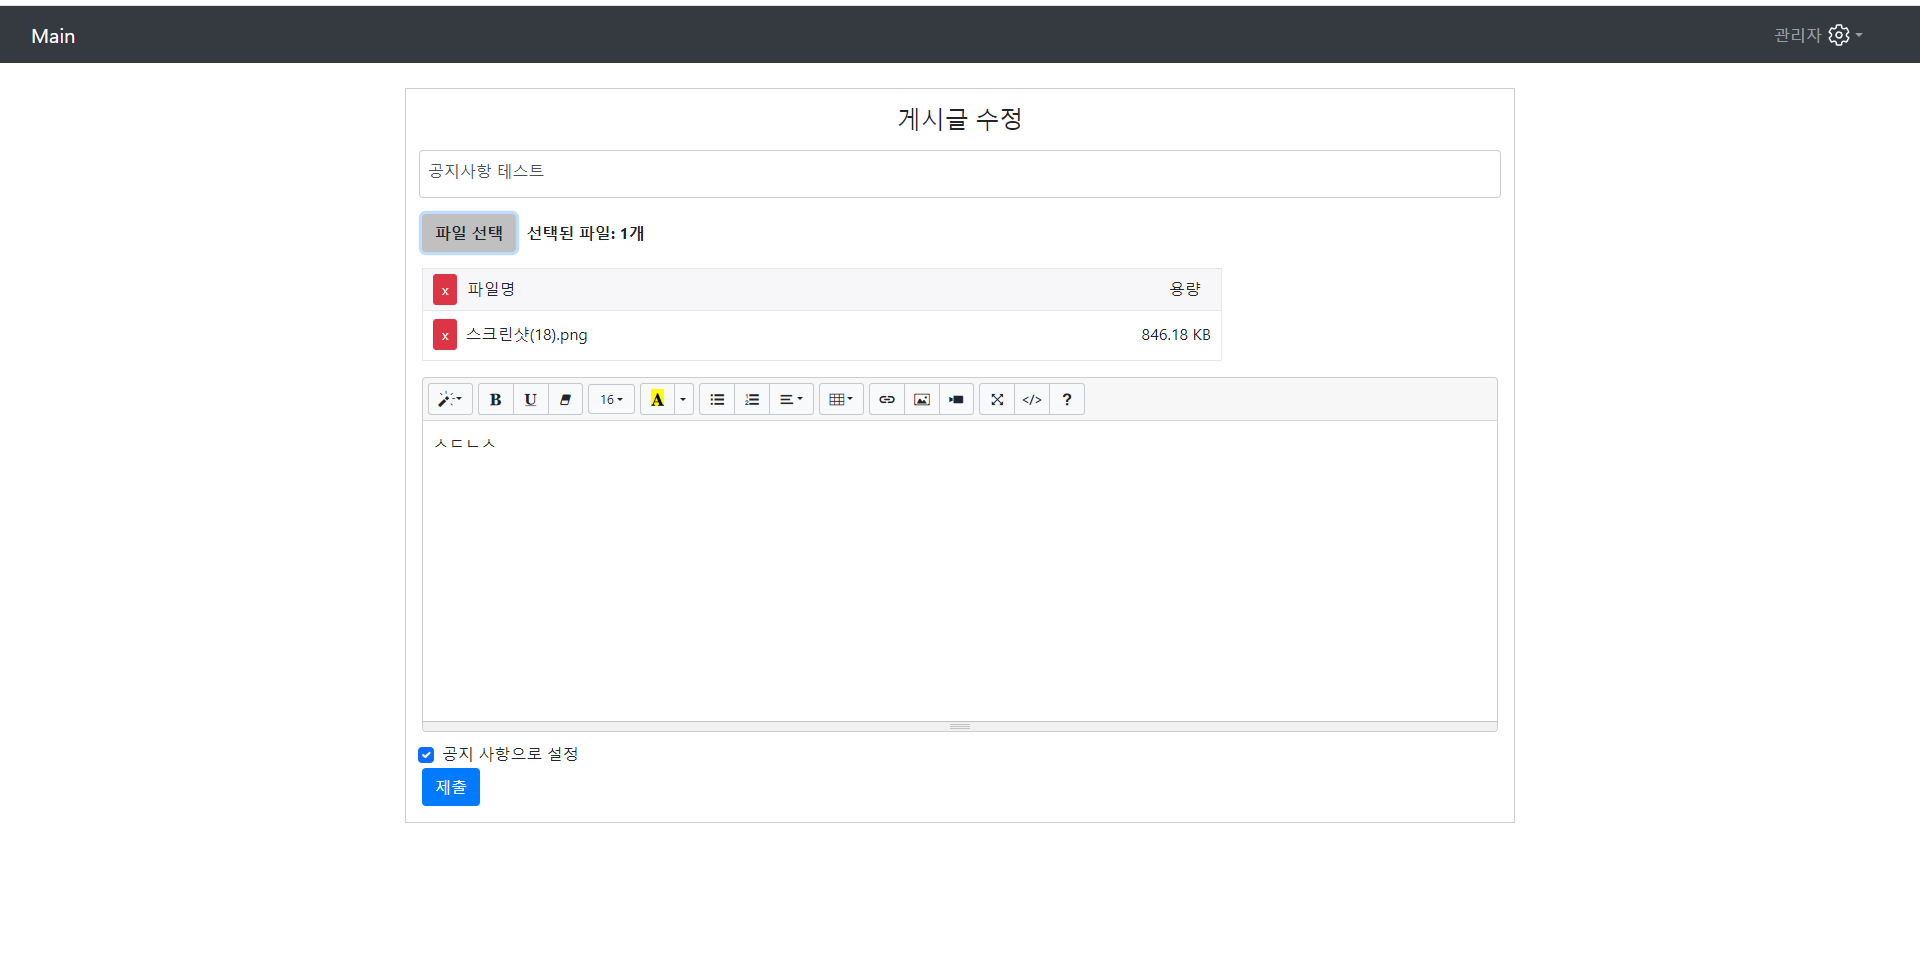 Main
관리자
게시글 수정
공지사항 테스트
파일 선택 선택된 파일: 1개
x 파일명 용량
x 스크린샷(18).png 846.18 KB
B U 16 A </> ?
ㅅㄷㄴㅅ
공지 사항으로 설정
제출